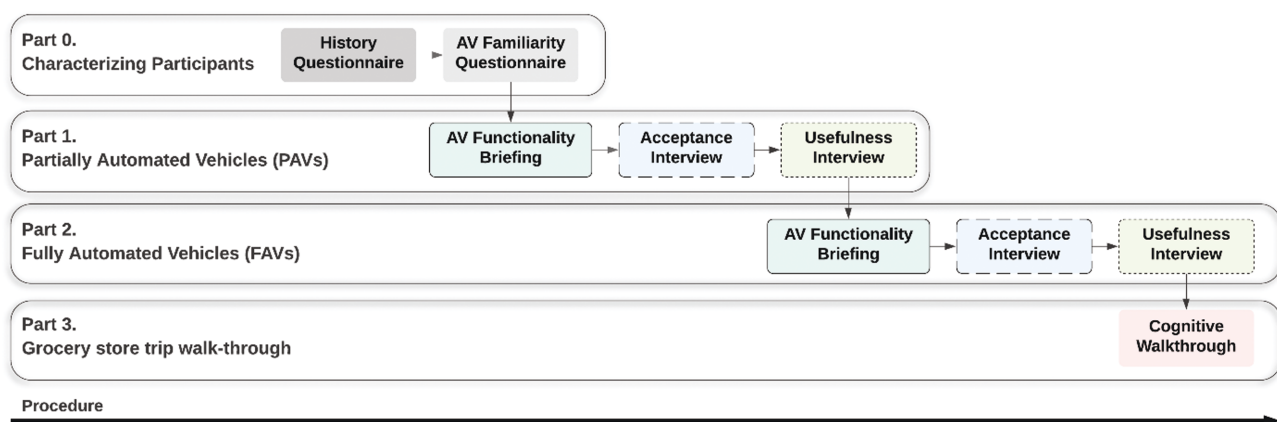 Part 0.
Characterizing Participants
History
Questionnaire
AV Familiarity
Questionnaire
Part 1.
Partially Automated Vehicles (PAVs)
AV Functionality
Briefing
Acceptance
Interview
Usefulness
Interview
Part 2.
Fully Automated Vehicles (FAVs)
AV Functionality
Briefing
Acceptance
Interview
Usefulness
Interview
Part 3.
Grocery store trip walk-through
Cognitive
Walkthrough
Procedure